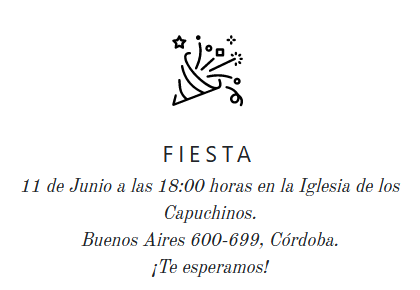 FIESTA
11 de Junio a las 18:00 horas en la Iglesia de los
Capuchinos.
Buenos Aires 600-699, Córdoba.
¡Te esperamos!